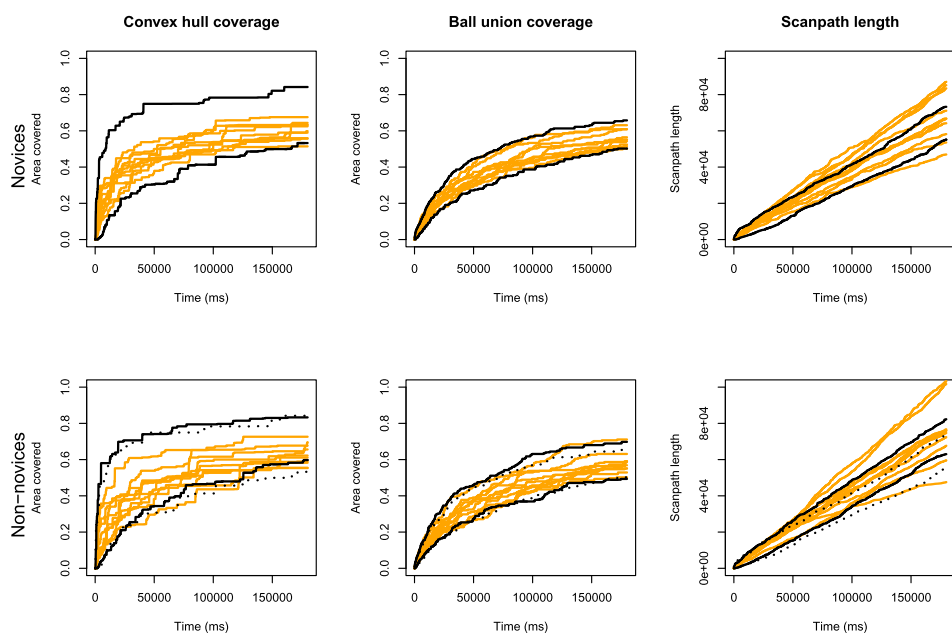 Convex hull coverage
Ball union coverage
Scanpath length
Novices
Area covered
0.0 0.2 0.4 0.6 0.8 1.0
0 50000 100000 150000
Time (ms)
Area covered
0.0 0.2 0.4 0.6 0.8 1.0
0 50000 100000 150000
Time (ms)
Scanpath length
0e+00 4e+04 8e+04
0 50000 100000 150000
Time (ms)
Non-novices
Area covered
0.0 0.2 0.4 0.6 0.8 1.0
0 50000 100000 150000
Time (ms)
Area covered
0.0 0.2 0.4 0.6 0.8 1.0
0 50000 100000 150000
Time (ms)
Scanpath length
0e+00 4e+04 8e+04
0 50000 100000 150000
Time (ms)